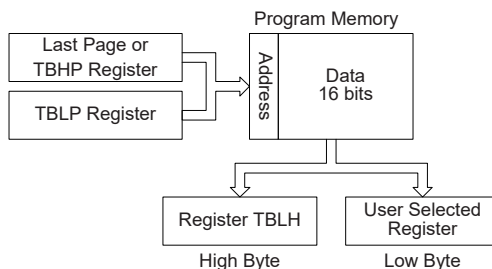 Program Memory
Last Page or
TBHP Register
TBLP Register
Address
Data
16 bits
Register TBLH
User Selected
Register
High Byte
Low Byte